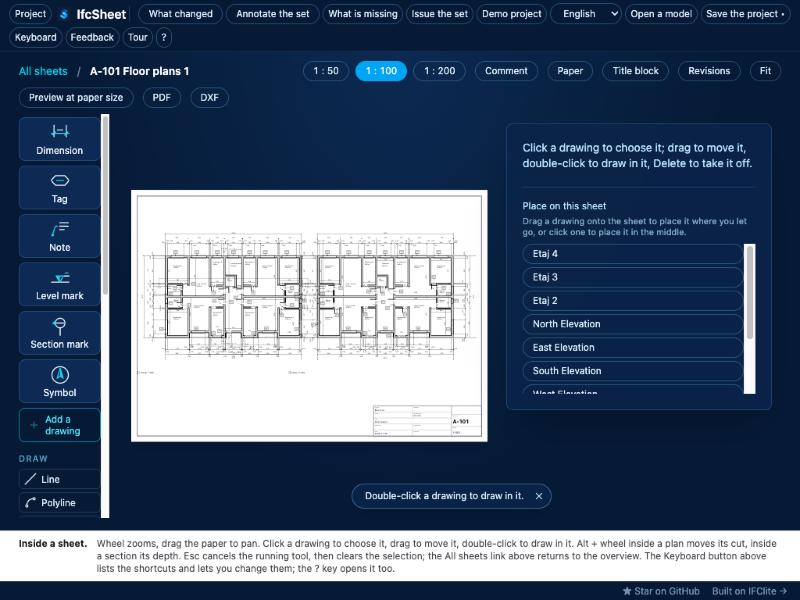 Project IfcSheet What changed Annotate the set What is missing Issue the set Demo project English Open a model Save the project •
Keyboard Feedback Tour ?
All sheets / A-101 Floor plans 1 1 : 50 1 : 100 1 : 200 Comment Paper Title block Revisions Fit
Preview at paper size PDF DXF
Dimension
Tag
Note
Level mark
Section mark
Symbol
+ Add a
drawing
DRAW
Line
Polyline
A-101
Click a drawing to choose it; drag to move it,
double-click to draw in it, Delete to take it off.
Place on this sheet
Drag a drawing onto the sheet to place it where you let
go, or click one to place it in the middle.
Etaj 4
Etaj 3
Etaj 2
North Elevation
East Elevation
South Elevation
West Elevation
Double-click a drawing to draw in it. ×
Inside a sheet. Wheel zooms, drag the paper to pan. Click a drawing to choose it, drag to move it, double-click to draw in it. Alt + wheel inside a plan moves its cut, inside
a section its depth. Esc cancels the running tool, then clears the selection; the All sheets link above returns to the overview. The Keyboard button above
lists the shortcuts and lets you change them; the ? key opens it too.
★ Star on GitHub Built on IFClite →